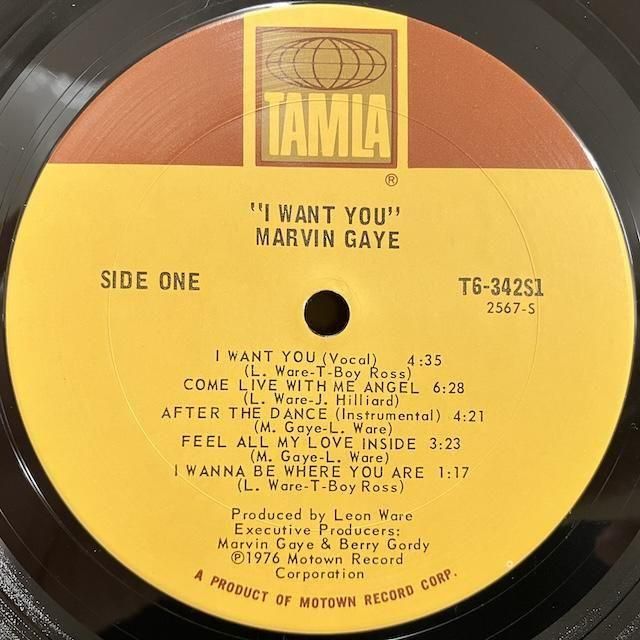 TAMLA
®
"I WANT YOU"
MARVIN GAYE
SIDE ONE
T6-342S1
2567-S
I WANT YOU (Vocal) 4:35
(L. Ware-T-Boy Ross)
COME LIVE WITH ME ANGEL 6:28
(L. Ware-J. Hilliard)
AFTER THE DANCE (Instrumental) 4:21
(M. Gaye-L. Ware)
FEEL ALL MY LOVE INSIDE 3:23
(M. Gaye-L. Ware)
I WANNA BE WHERE YOU ARE 1:17
(L. Ware-T-Boy Ross)
Produced by Leon Ware
Executive Producers:
Marvin Gaye & Berry Gordy
℗1976 Motown Record
Corporation
A PRODUCT OF MOTOWN RECORD CORP.